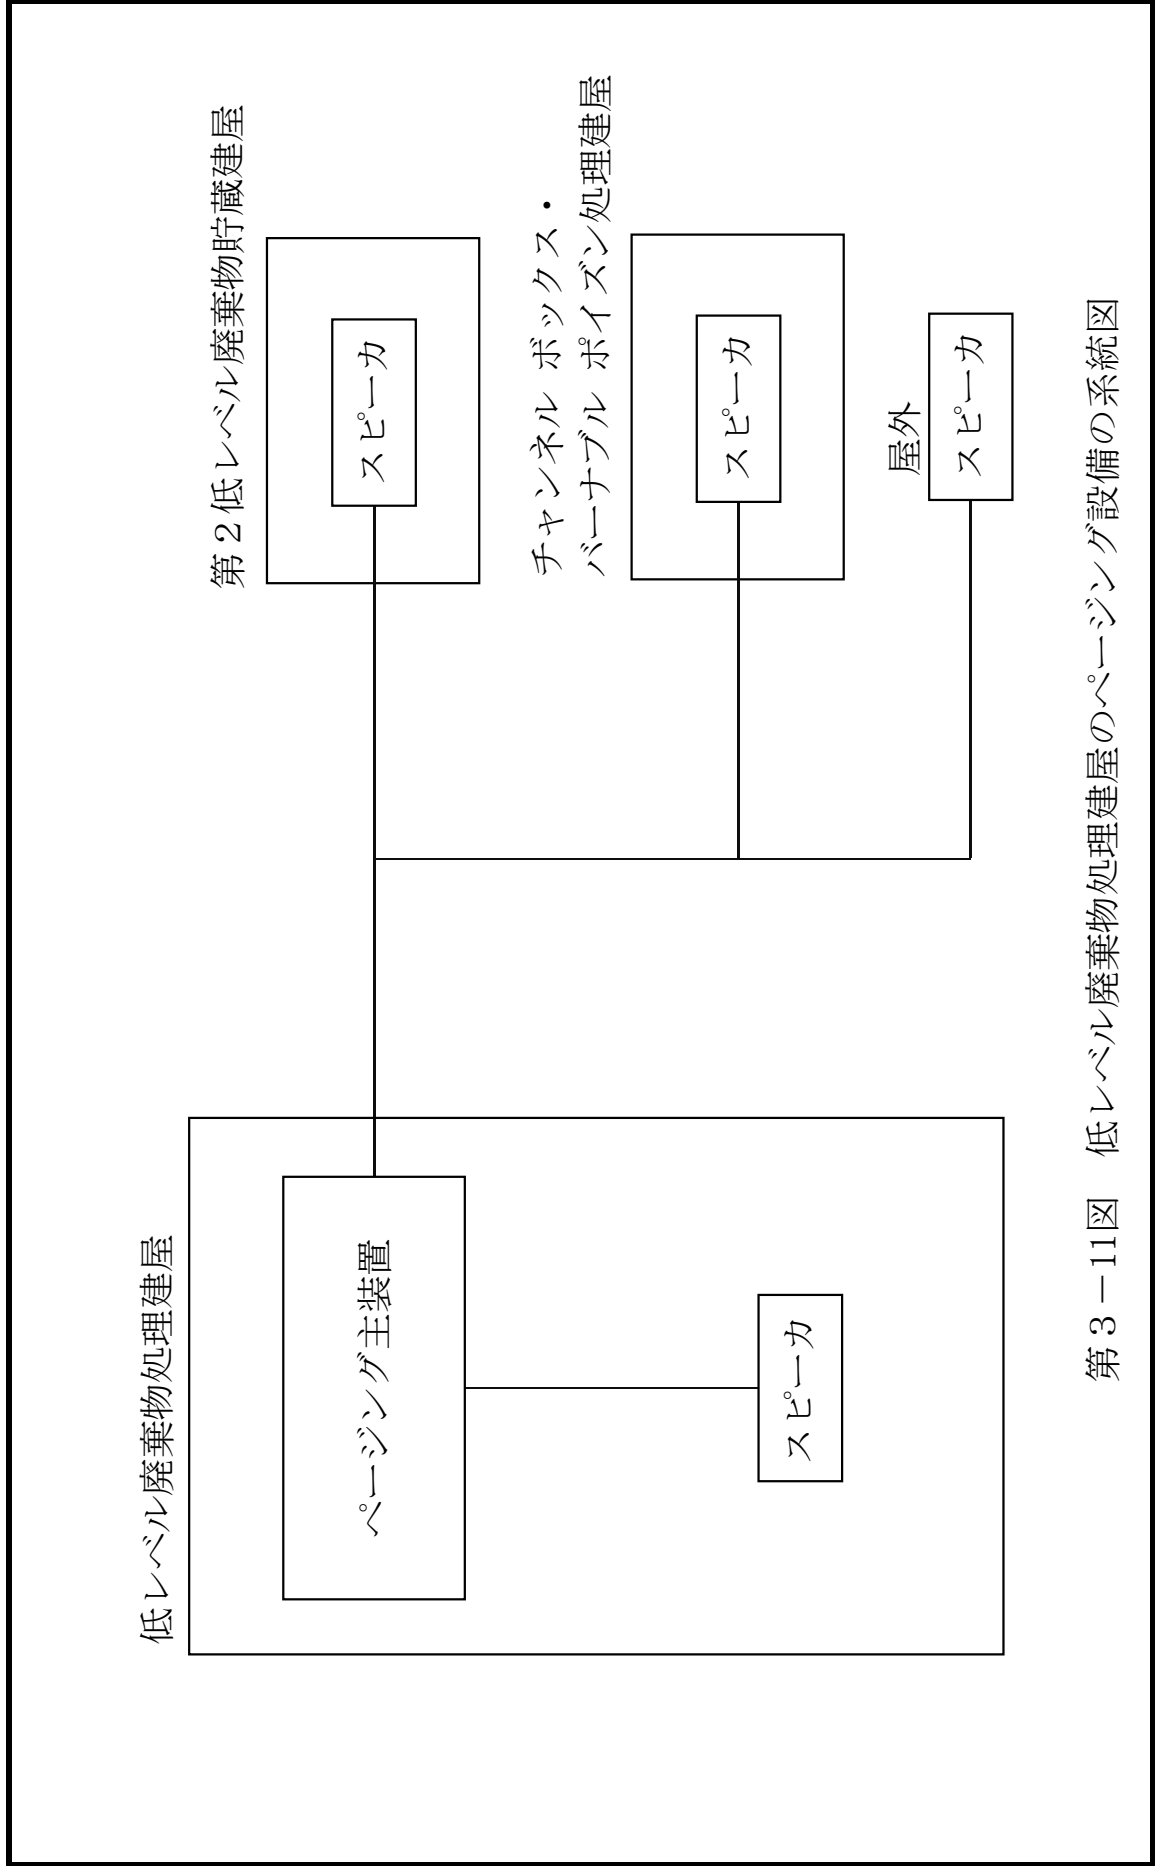 低レベル廃棄物処理建屋
ページング主装置
スピーカ
第２低レベル廃棄物貯蔵建屋
スピーカ
チャンネル ボックス・
バーナブル ポイズン処理建屋
スピーカ
屋外
スピーカ
第３－11図　低レベル廃棄物処理建屋のページング設備の系統図